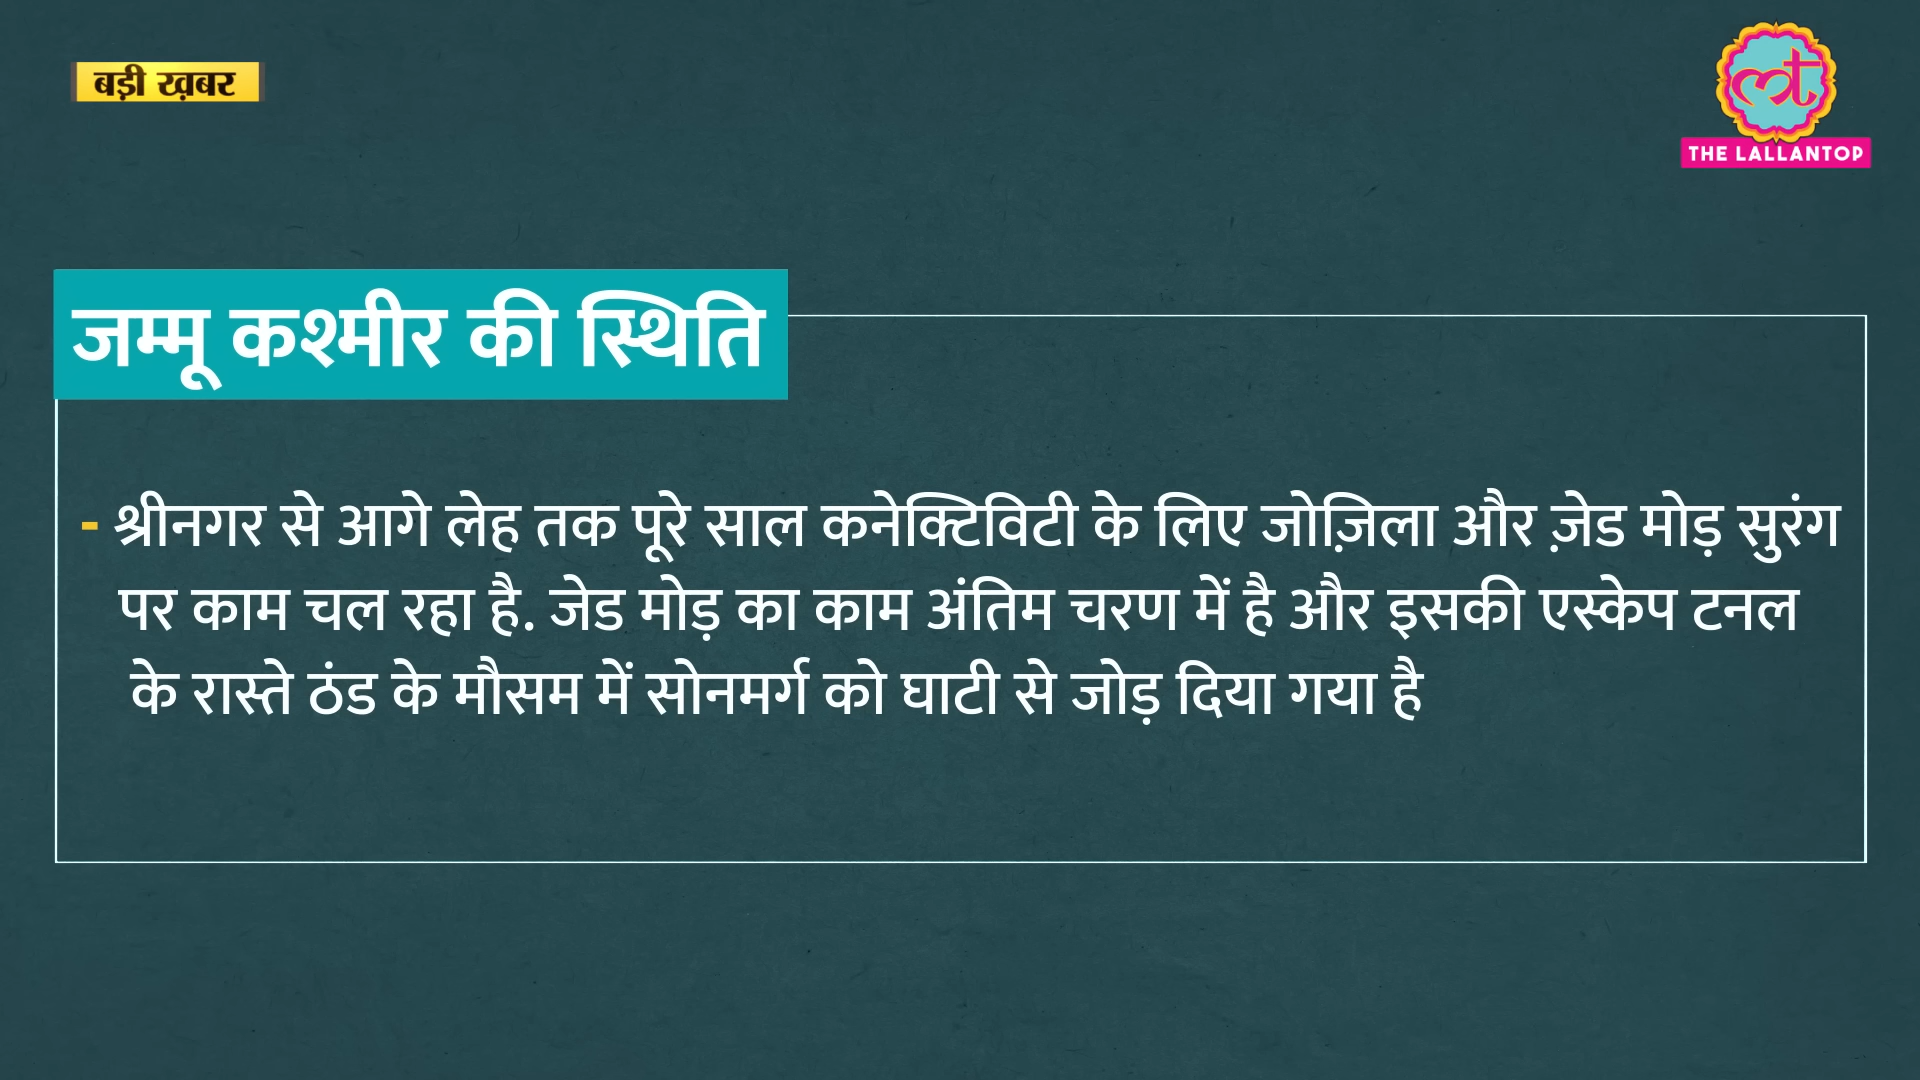 बड़ी ख़बर
THE LALLANTOP
जम्मू कश्मीर की स्थिति
- श्रीनगर से आगे लेह तक पूरे साल कनेक्टिविटी के लिए जोज़िला और ज़ेड मोड़ सुरंग
पर काम चल रहा है. जेड मोड़ का काम अंतिम चरण में है और इसकी एस्केप टनल
के रास्ते ठंड के मौसम में सोनमर्ग को घाटी से जोड़ दिया गया है